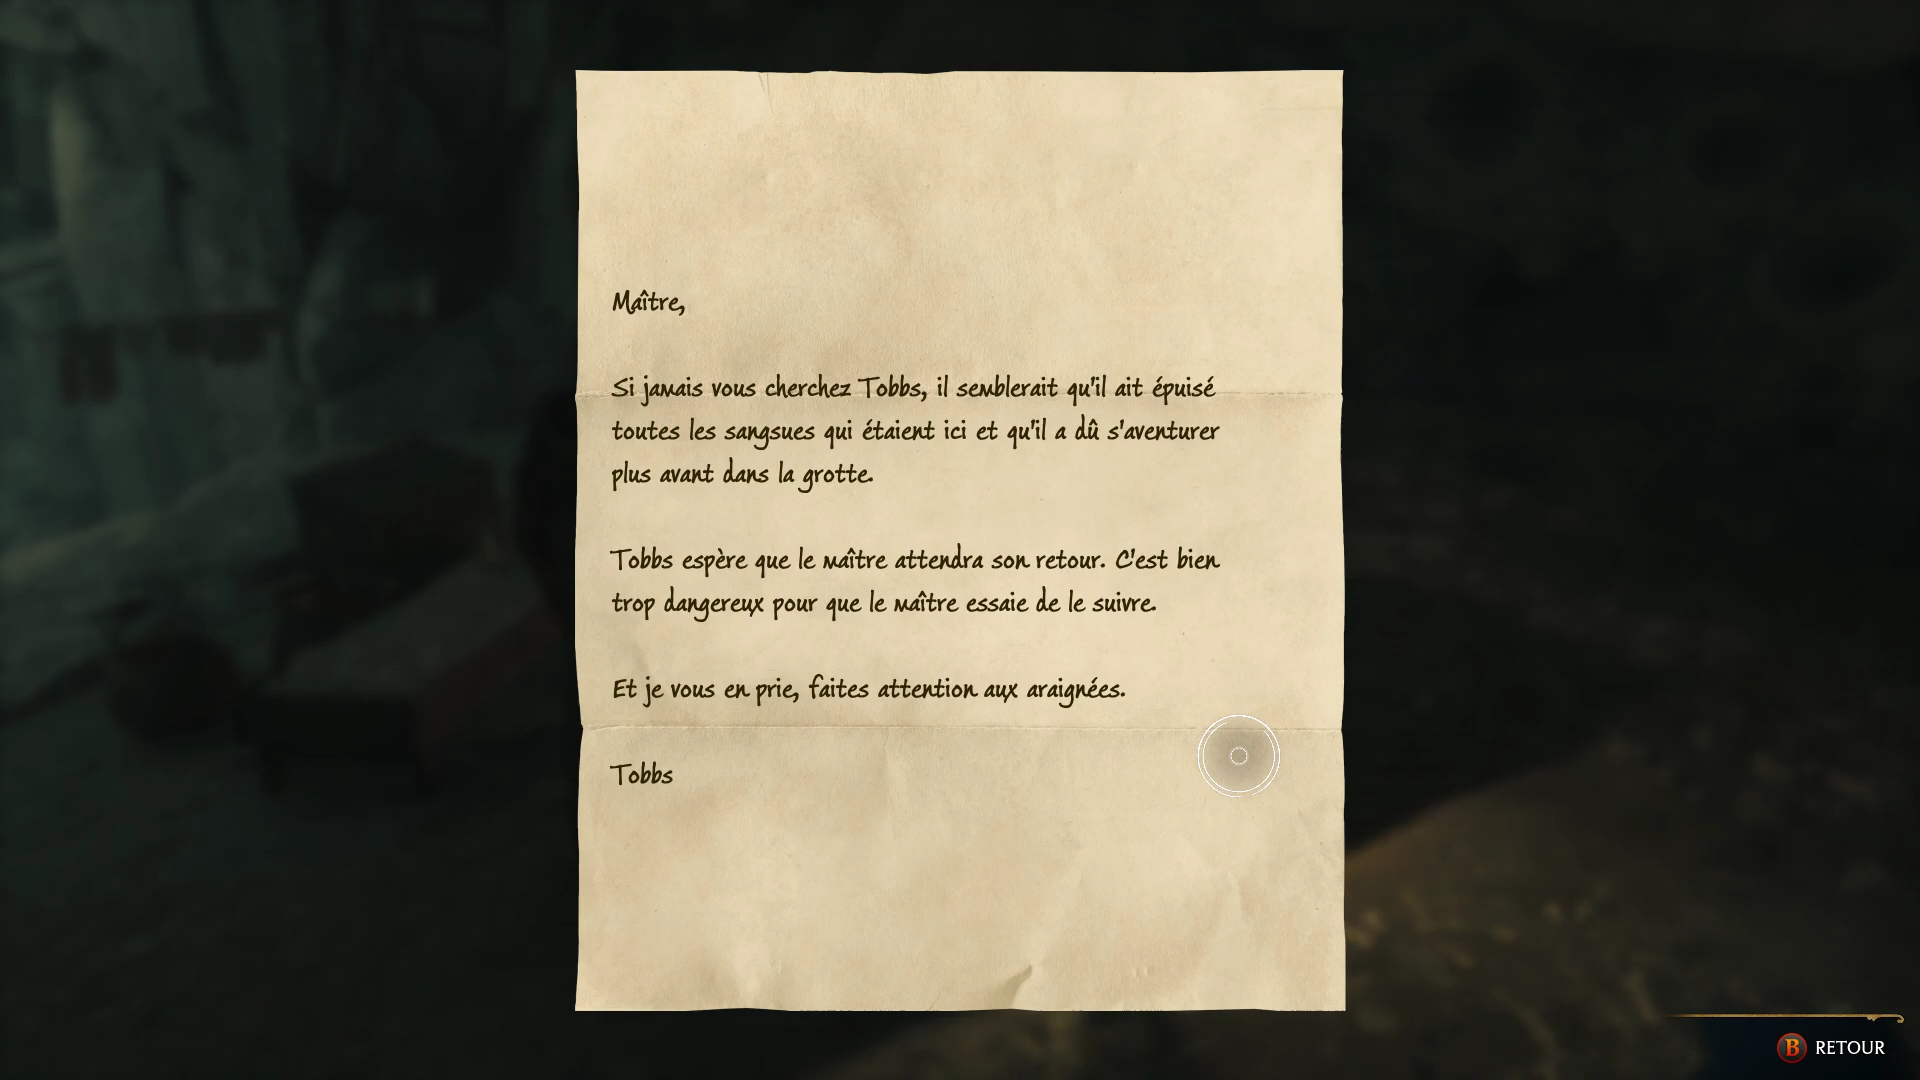 Maître,
Si jamais vous cherchez Tobbs, il semblerait qu'il ait épuisé
toutes les sangsues qui étaient ici et qu'il a dû s'aventurer
plus avant dans la grotte.
Tobbs espère que le maître attendra son retour. C'est bien
trop dangereux pour que le maître essaie de le suivre.
Et je vous en prie, faites attention aux araignées.
Tobbs
B RETOUR